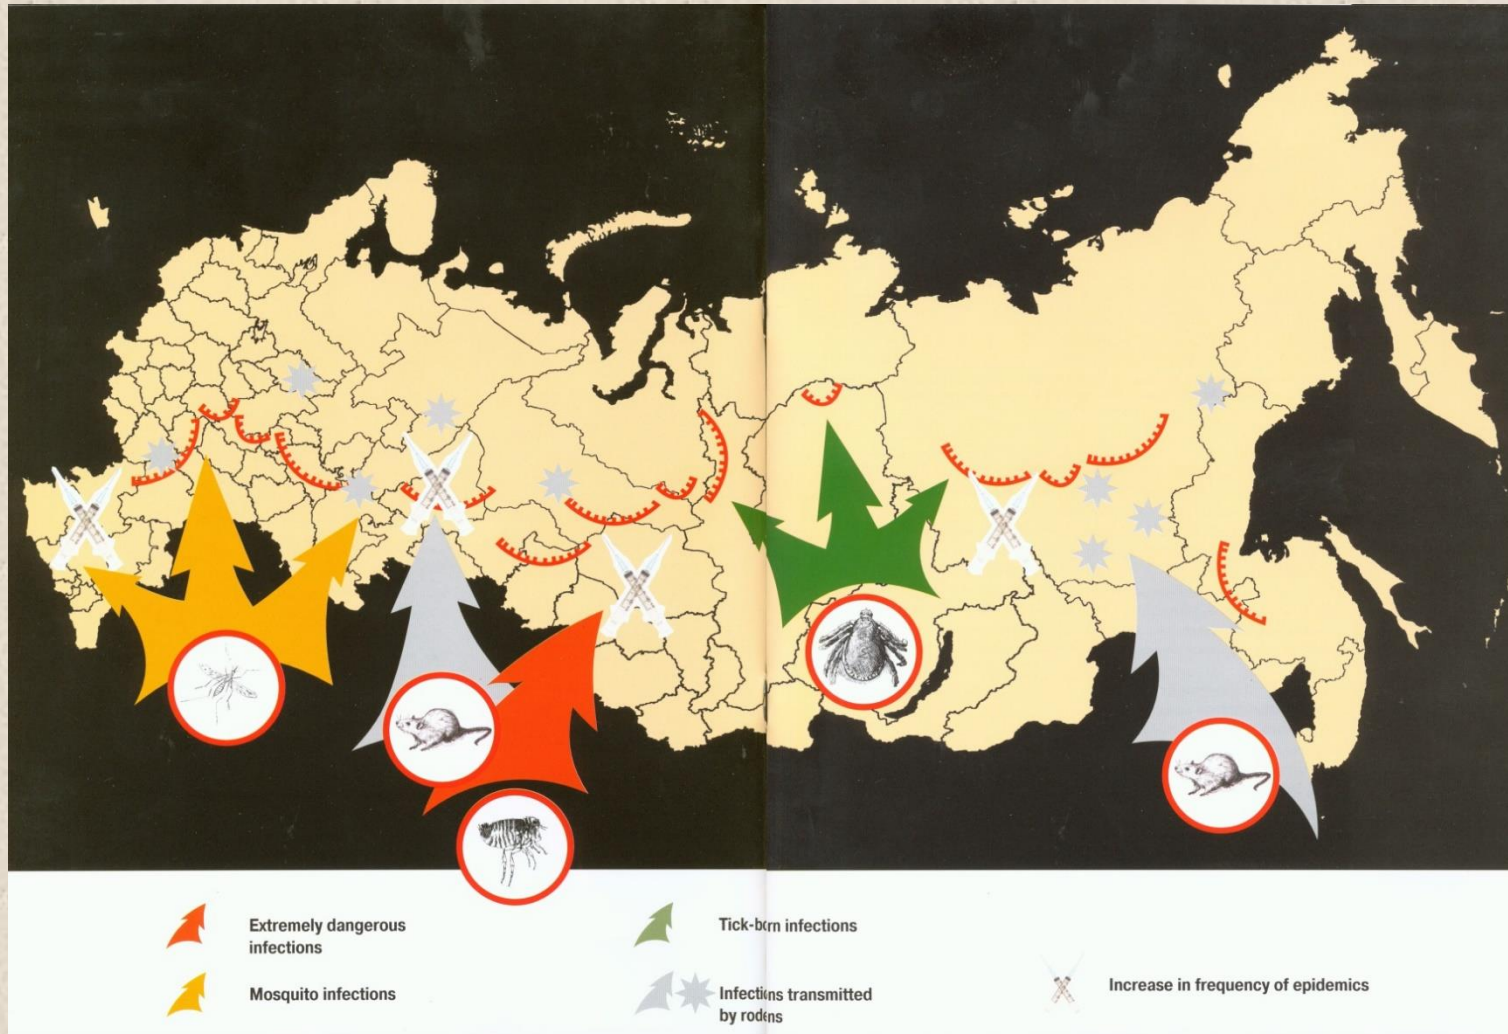 Extremely dangerous
infections
Mosquito infections
Tick-born infections
Infections transmitted
by rodens
Increase in frequency of epidemics